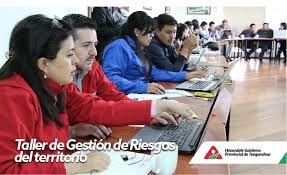 Taller de Gestión de Riesgos
del territorio
Honorable Gobierno
Provincial de Tungurahua